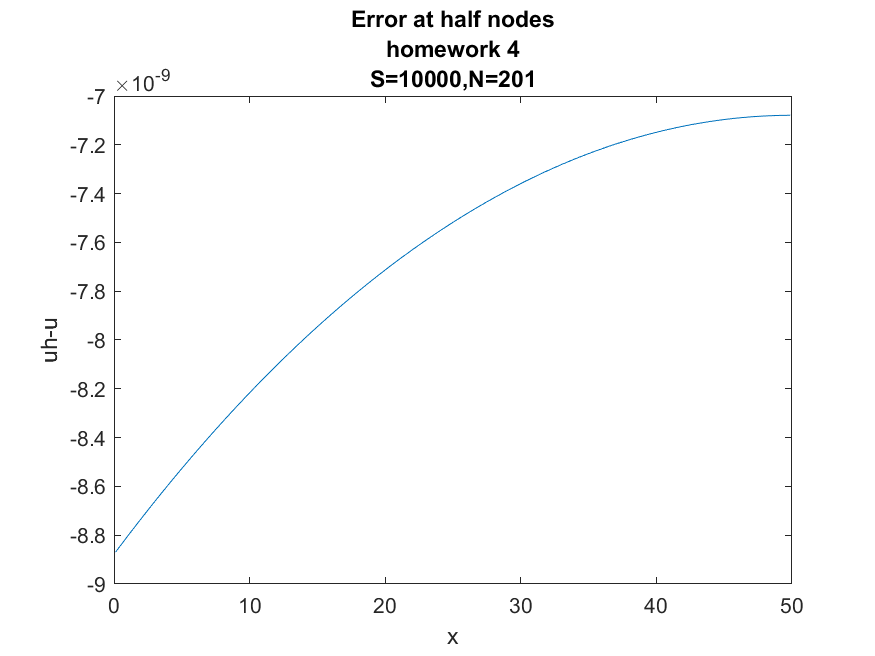 Error at half nodes
homework 4
S=10000,N=201
×10-9
-7
-7.2
-7.4
-7.6
-7.8
-8
-8.2
-8.4
-8.6
-8.8
-9
uh-u
0 10 20 30 40 50
x